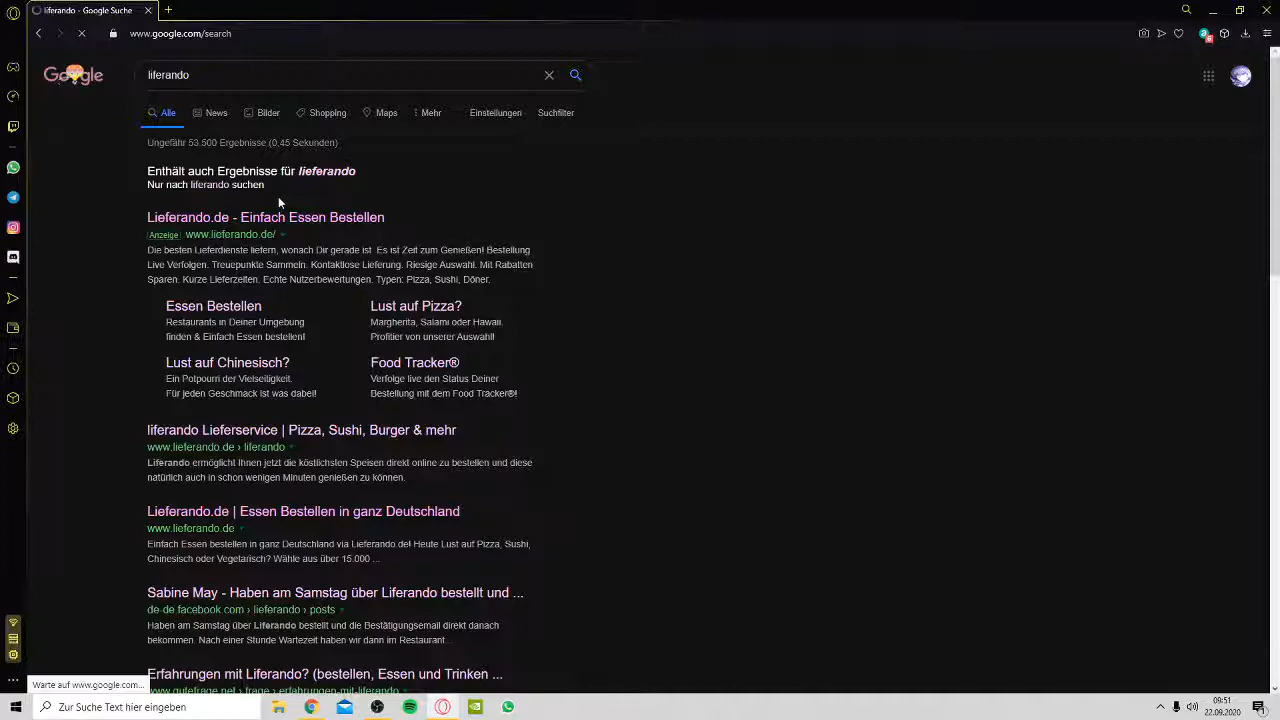 liferando - Google Suche
www.google.com/search
Google
liferando
Alle
News
Bilder
Shopping
Maps
Mehr
Einstellungen
Suchfilter
Ungefähr 53.500 Ergebnisse (0,45 Sekunden)
Enthält auch Ergebnisse für lieferando
Nur nach liferando suchen
Lieferando.de - Einfach Essen Bestellen
Anzeige www.lieferando.de/
Die besten Lieferdienste liefern, wonach Dir gerade ist. Es ist Zeit zum Genießen! Bestellung
Live Verfolgen. Treuepunkte Sammeln. Kontaktlose Lieferung. Riesige Auswahl. Mit Rabatten
Sparen. Kurze Lieferzeiten. Echte Nutzerbewertungen. Typen: Pizza, Sushi, Döner.
Essen Bestellen
Restaurants in Deiner Umgebung
finden & Einfach Essen bestellen!
Lust auf Pizza?
Margherita, Salami oder Hawaii.
Profitier von unserer Auswahl!
Lust auf Chinesisch?
Ein Potpourri der Vielseitigkeit.
Für jeden Geschmack ist was dabei!
Food Tracker®
Verfolge live den Status Deiner
Bestellung mit dem Food Tracker®!
liferando Lieferservice | Pizza, Sushi, Burger & mehr
www.lieferando.de › liferando
Liferando ermöglicht Ihnen jetzt die köstlichsten Speisen direkt online zu bestellen und diese
natürlich auch in schon wenigen Minuten genießen zu können.
Lieferando.de | Essen Bestellen in ganz Deutschland
www.lieferando.de
Einfach Essen bestellen in ganz Deutschland via Lieferando.de! Heute Lust auf Pizza, Sushi,
Chinesisch oder Vegetarisch? Wähle aus über 15.000 ...
Sabine May - Haben am Samstag über Liferando bestellt und ...
de-de.facebook.com › lieferando › posts
Haben am Samstag über Liferando bestellt und die Bestätigungsemail direkt danach
bekommen. Nach einer Stunde Wartezeit haben wir dann im Restaurant...
Erfahrungen mit Liferando? (bestellen, Essen und Trinken ...
www.gutefrage.net › frage › erfahrungen-mit-liferando
Warte auf www.google.com...
Zur Suche Text hier eingeben
09:51
22.09.2020